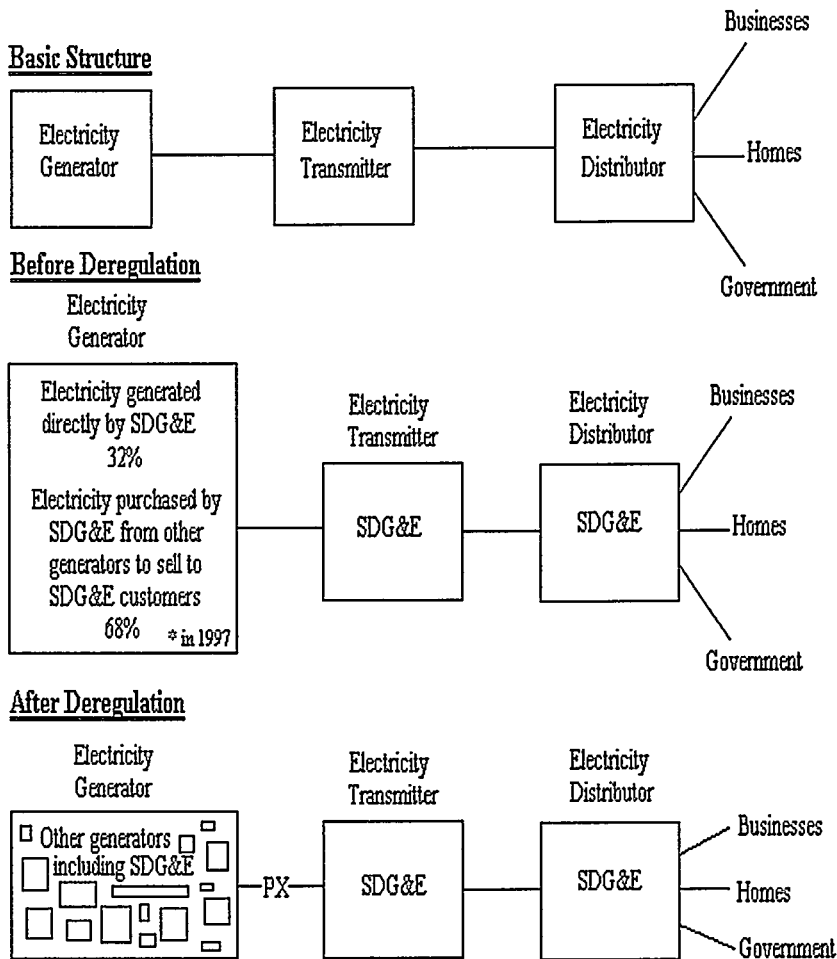 Basic Structure
Businesses
Electricity
Generator
Electricity
Transmitter
Electricity
Distributor
Homes
Government
Before Deregulation
Electricity
Generator
Electricity generated
directly by SDG&E
32%
Electricity purchased by
SDG&E from other
generators to sell to
SDG&E customers
68% * in 1997
Electricity
Transmitter
SDG&E
Electricity
Distributor
SDG&E
Businesses
Homes
Government
After Deregulation
Electricity
Generator
Other generators
including SDG&E
PX
Electricity
Transmitter
SDG&E
Electricity
Distributor
SDG&E
Businesses
Homes
Government